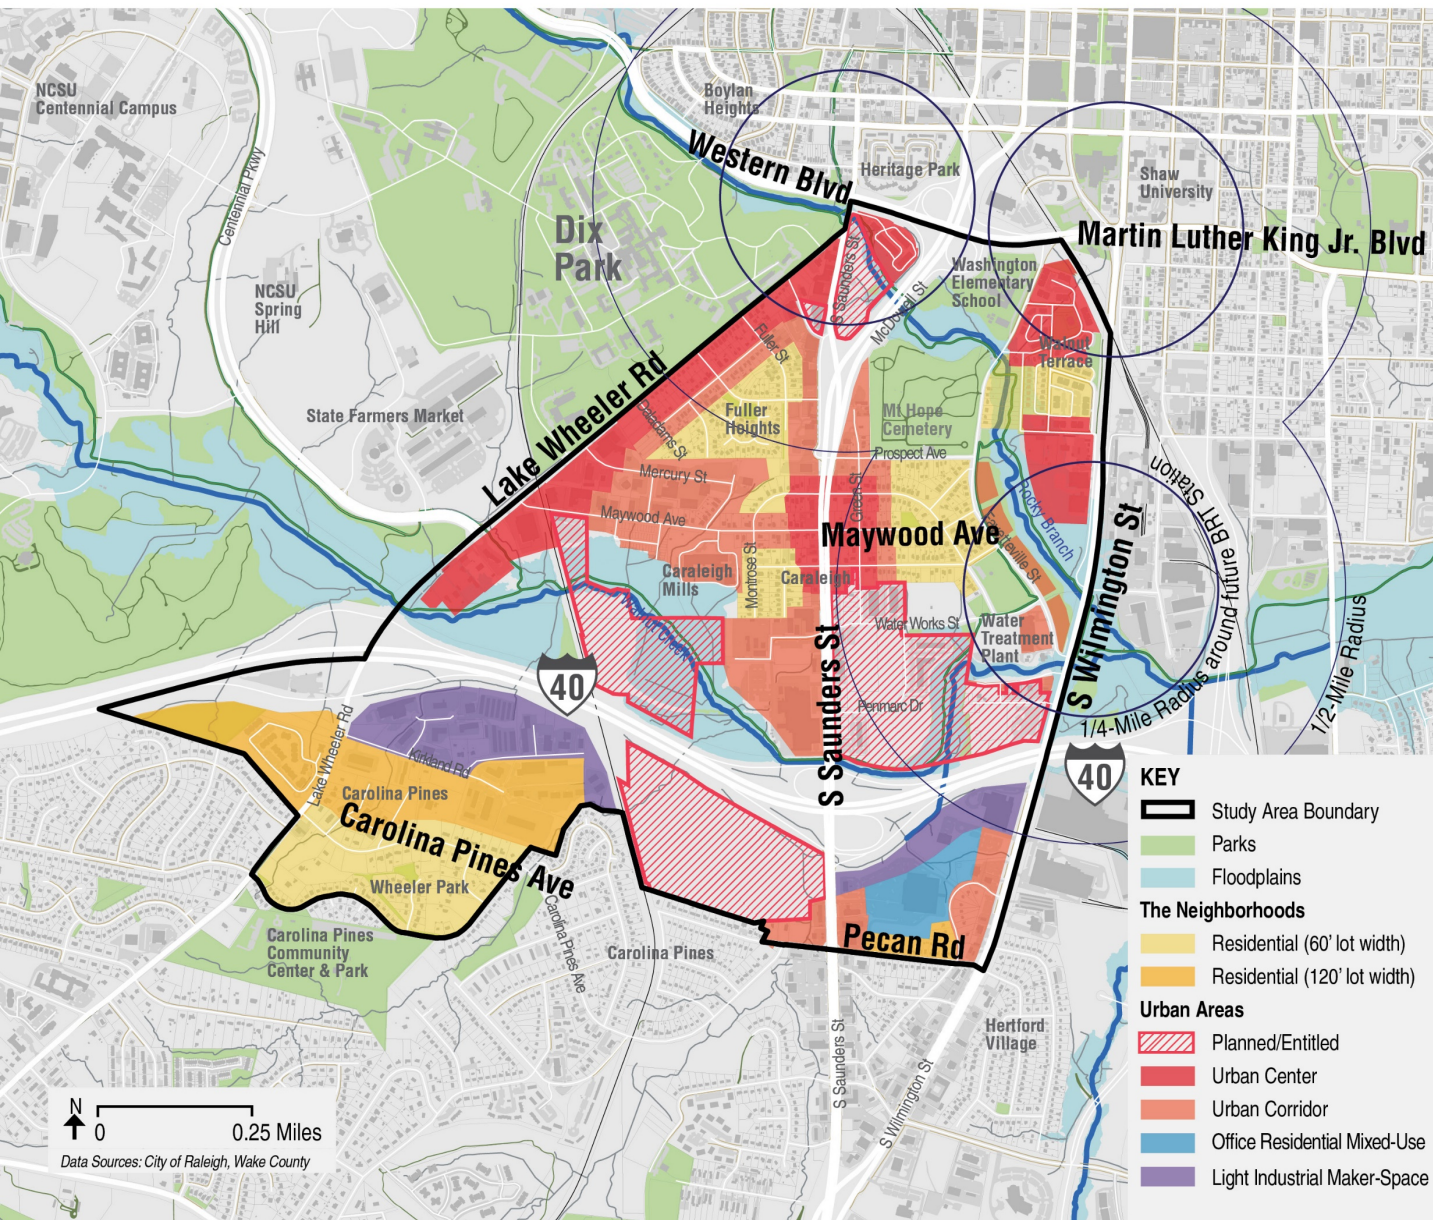 NCSU
Centennial Campus
Boylan
Heights
Western Blvd
Heritage Park
Shaw
University
Centennial Pkwy
Martin Luther King Jr. Blvd
Dix
Park
S Saunders St
Washington
Elementary
School
NCSU
Spring
Hill
McDowell St
Fuller St
Walnut
Terrace
Lake Wheeler Rd
State Farmers Market
Fuller
Heights
Mt Hope
Cemetery
Prospect Ave
Mercury St
Green St
Maywood Ave
Maywood Ave
Rocky Branch
S Wilmington St
Caraleigh
Mills
Montrose St
Caraleigh
Walnut Creek
Water Works St
Water
Treatment
Plant
40
S Saunders St
Penmarc Dr
1/4-Mile Radius around future BRT Station
1/2-Mile Radius
Lake Wheeler Rd
Kirkland Rd
Carolina Pines
Carolina Pines Ave
Wheeler Park
Carolina Pines
Community
Center & Park
Carolina Pines Ave
Carolina Pines
Pecan Rd
40
S Saunders St
S Wilmington St
Hertford
Village
KEY
Study Area Boundary
Parks
Floodplains
The Neighborhoods
Residential (60' lot width)
Residential (120' lot width)
Urban Areas
Planned/Entitled
Urban Center
Urban Corridor
Office Residential Mixed-Use
Light Industrial Maker-Space
N
0
0.25 Miles
Data Sources: City of Raleigh, Wake County